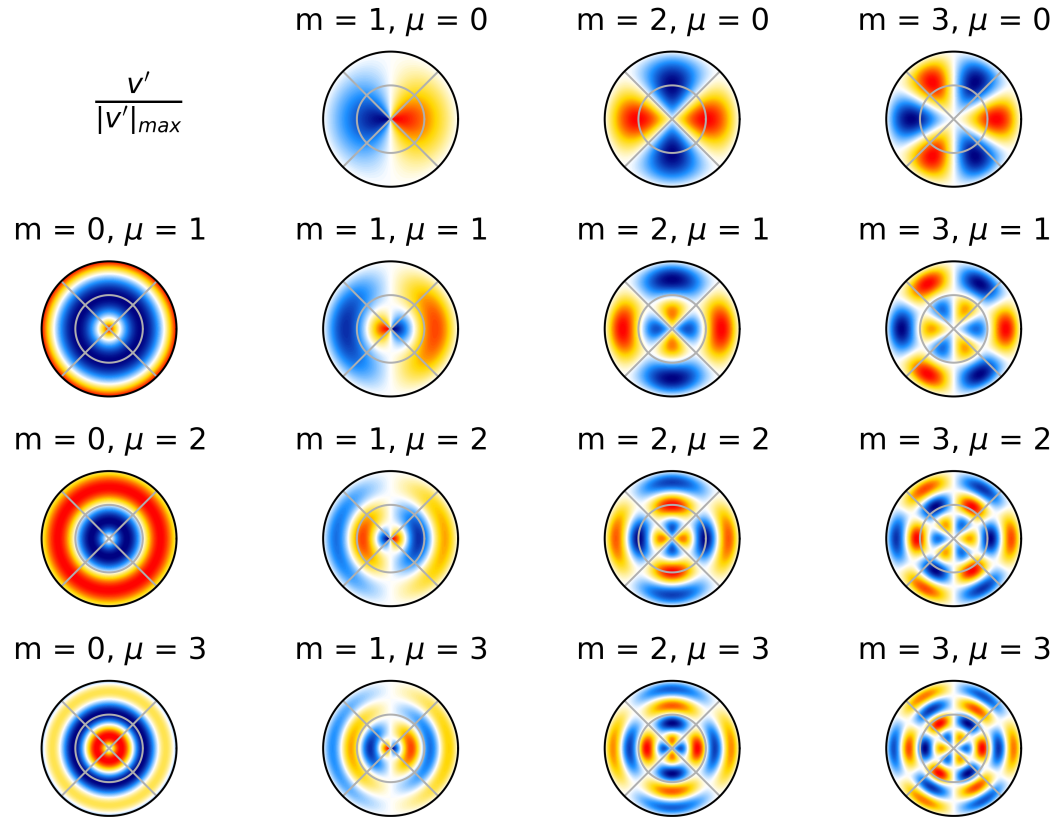 m = 1, μ = 0
m = 2, μ = 0
m = 3, μ = 0
v′
|v′|max
m = 0, μ = 1
m = 1, μ = 1
m = 2, μ = 1
m = 3, μ = 1
m = 0, μ = 2
m = 1, μ = 2
m = 2, μ = 2
m = 3, μ = 2
m = 0, μ = 3
m = 1, μ = 3
m = 2, μ = 3
m = 3, μ = 3